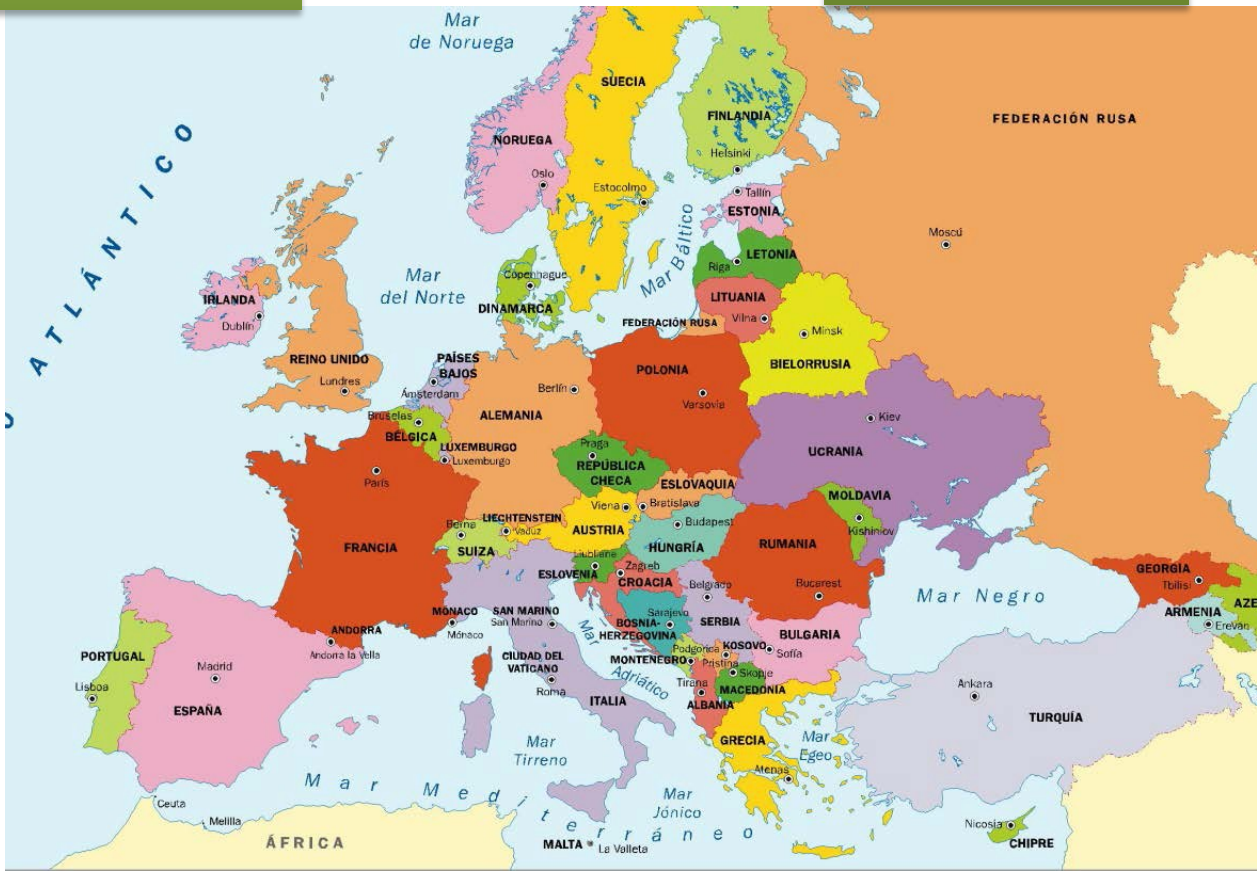 Mar
de Noruega
SUECIA
FINLANDIA
FEDERACIÓN RUSA
NORUEGA
Helsinki
Oslo
Estocolmo
Tallín
ESTONIA
O ATLÁNTICO
Moscú
Mar Báltico
LETONIA
Riga
Mar
del Norte
Copenhague
DINAMARCA
LITUANIA
Vilna
IRLANDA
Dublín
FEDERACIÓN RUSA
Minsk
BIELORRUSIA
REINO UNIDO
Londres
PAÍSES
BAJOS
Ámsterdam
Berlín
ALEMANIA
POLONIA
Varsovia
Kiev
UCRANIA
Bruselas
BÉLGICA
LUXEMBURGO
Luxemburgo
Praga
REPÚBLICA
CHECA
ESLOVAQUIA
Bratislava
París
FRANCIA
MOLDAVIA
Kishiniov
Viena
AUSTRIA
LIECHTENSTEIN
Vaduz
Berna
SUIZA
Budapest
HUNGRÍA
RUMANIA
Bucarest
Liubliane
ESLOVENIA
Zagreb
CROACIA
Belgrado
SERBIA
GEORGIA
Tbilisi
AZE
ARMENIA
Erevan
Mar Negro
MÓNACO
Mónaco
SAN MARINO
San Marino
Mar
Adriático
Sarajevo
BOSNIA-
HERZEGOVINA
BULGARIA
Sofía
KOSOVO
Pristina
Podgorica
MONTENEGRO
Skopje
MACEDONIA
Tirana
ALBANIA
ANDORRA
Andorra la Vella
PORTUGAL
Lisboa
Madrid
ESPAÑA
CIUDAD DEL
VATICANO
Roma
ITALIA
Ankara
TURQUÍA
GRECIA
Mar
Egeo
Menas
Mar
Tirreno
Mar
Jónico
Mar Mediterráneo
Ceuta
Melilla
ÁFRICA
MALTA
La Valleta
Nicosia
CHIPRE